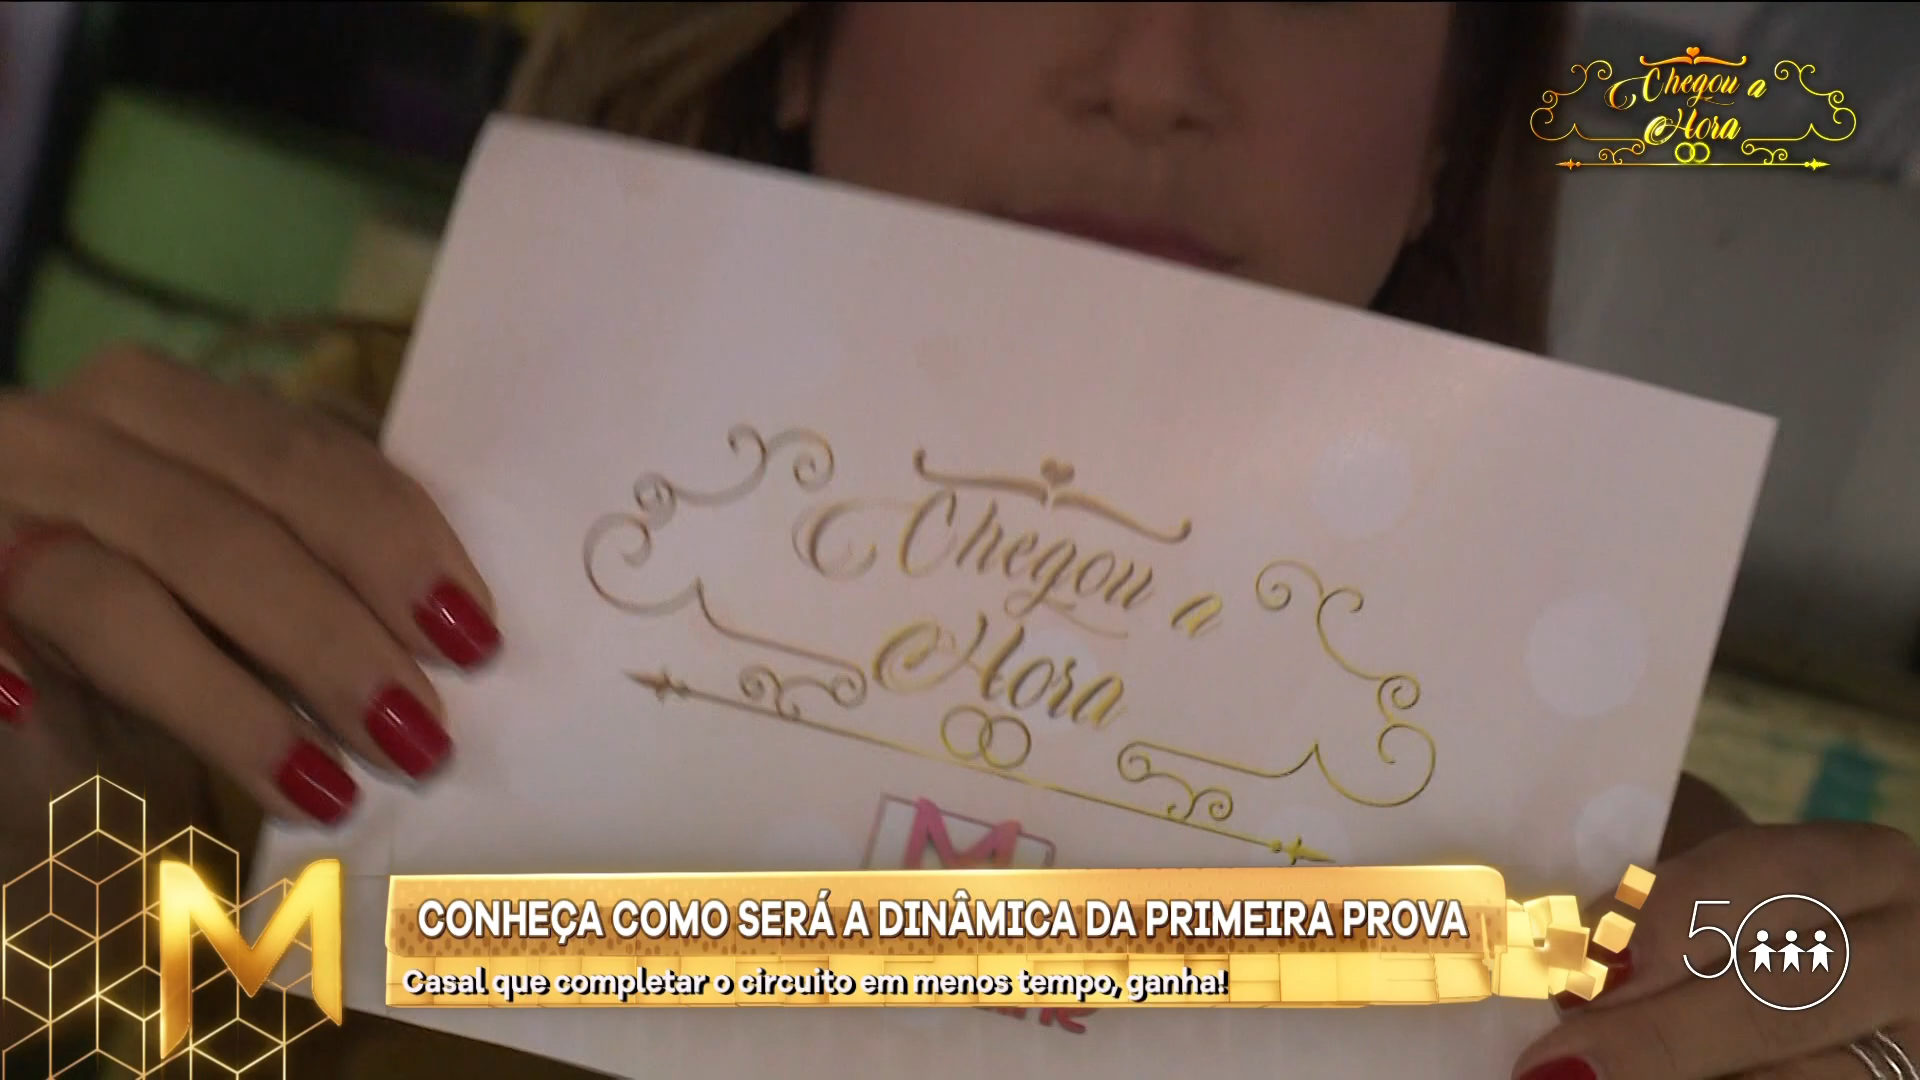 Chegou a
Hora
Chegou a
Hora
M
M
CONHEÇA COMO SERÁ A DINÂMICA DA PRIMEIRA PROVA
Casal que completar o circuito em menos tempo, ganha!
50